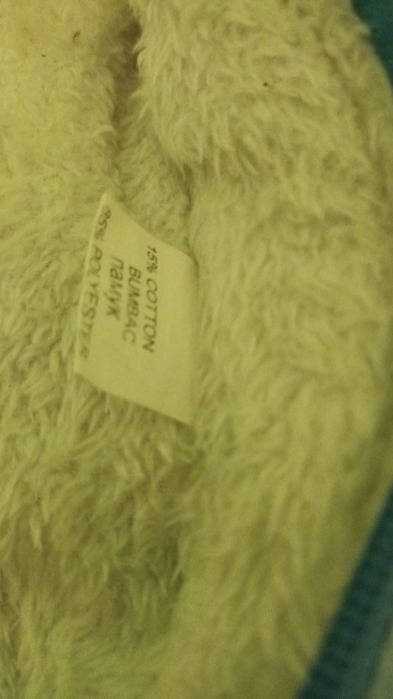 15% COTTON
BUMBAC
памук
85% POLYESTER